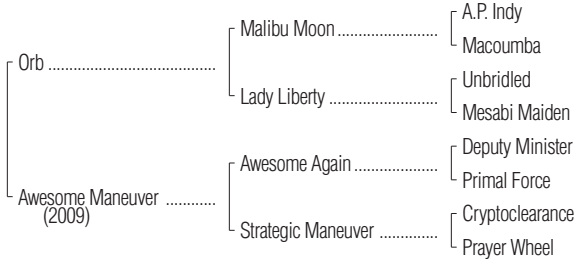 A.P. Indy
Malibu Moon ........................
Macoumba
Orb ........................................
Unbridled
Lady Liberty ...........................
Mesabi Maiden
Deputy Minister
Awesome Again ....................
Primal Force
Awesome Maneuver ............
(2009)
Cryptoclearance
Strategic Maneuver ..............
Prayer Wheel